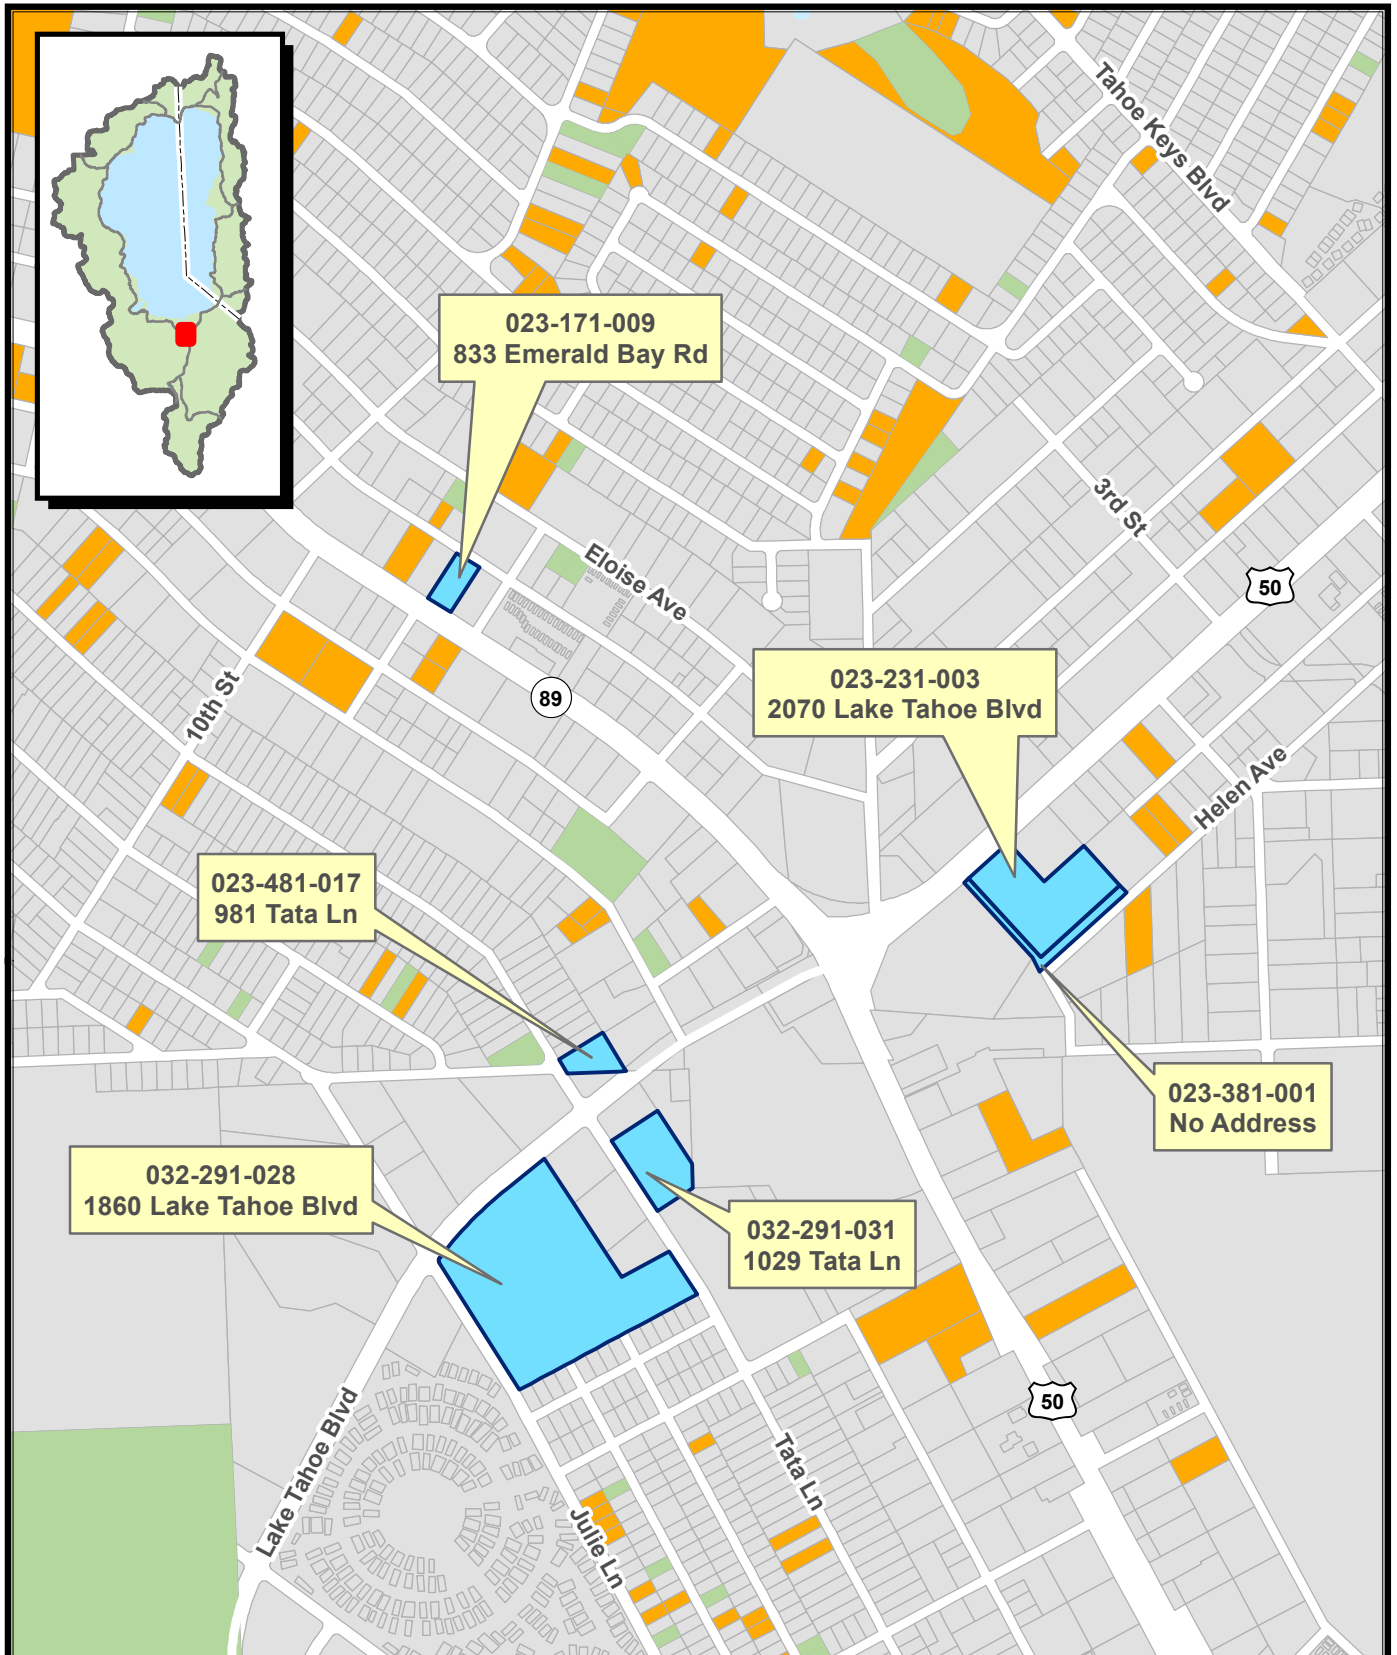 Tahoe Keys Blvd
023-171-009
833 Emerald Bay Rd
3rd St
Eloise Ave
50
023-231-003
2070 Lake Tahoe Blvd
10th St
89
Helen Ave
023-481-017
981 Tata Ln
023-381-001
No Address
032-291-028
1860 Lake Tahoe Blvd
032-291-031
1029 Tata Ln
50
Lake Tahoe Blvd
Tata Ln
Julie Ln